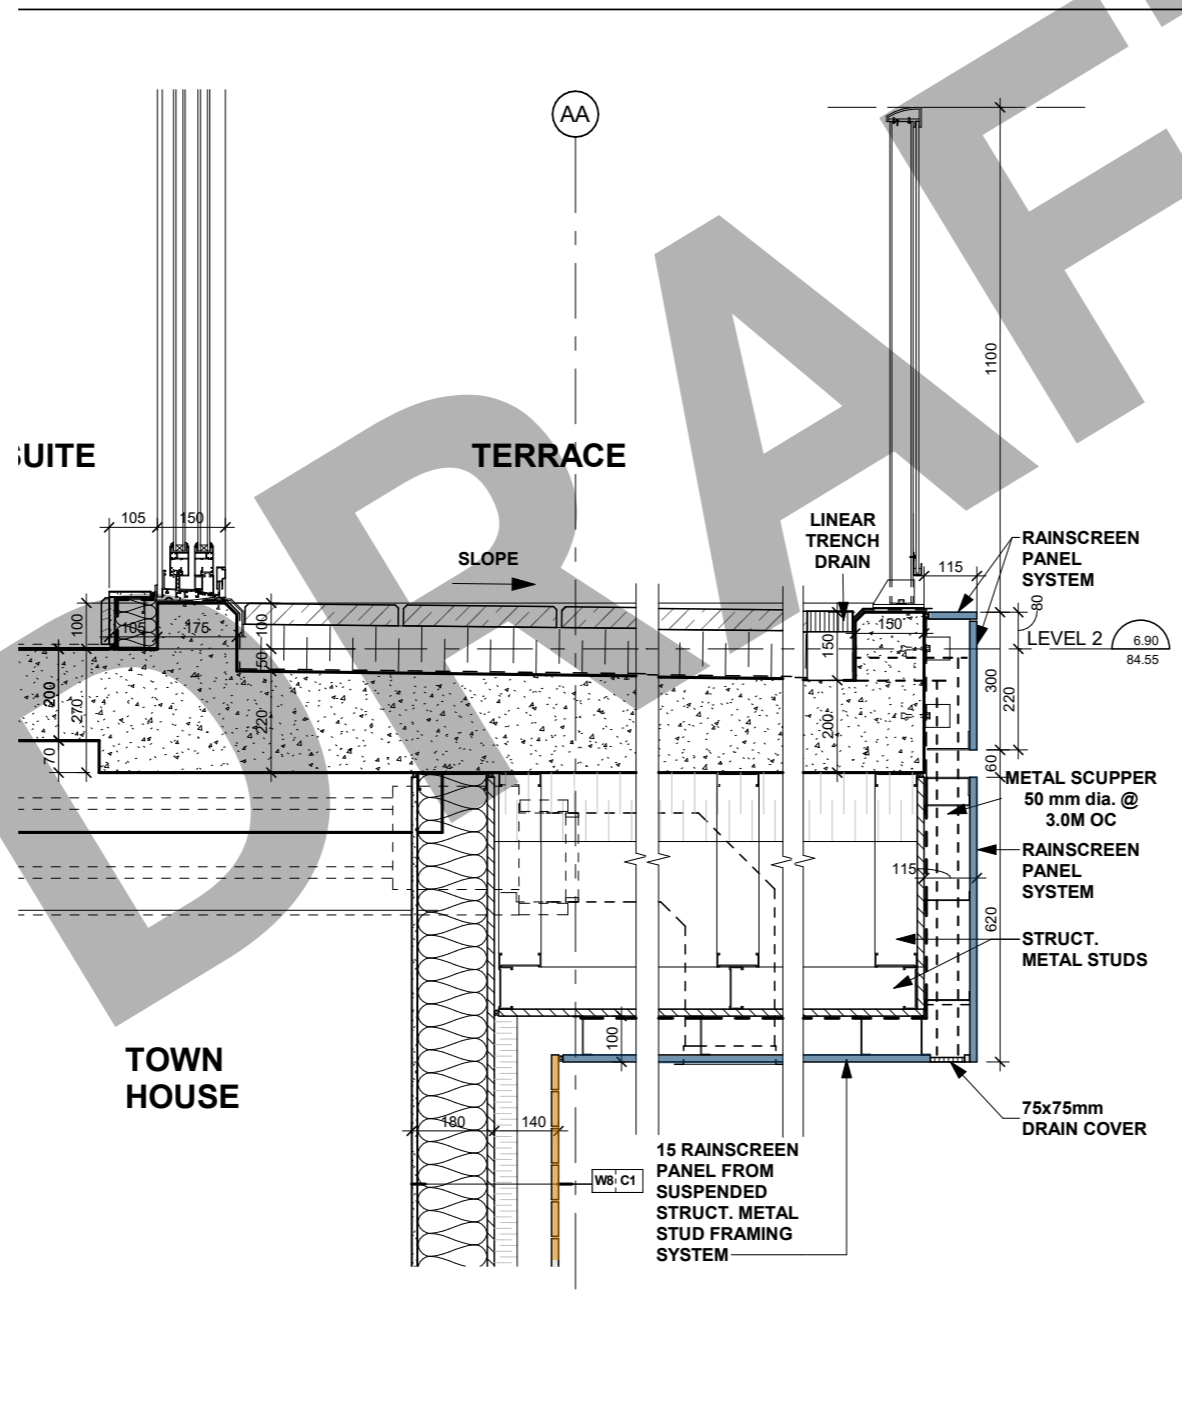 AA
1100
SUITE
TERRACE
105
150
SLOPE
LINEAR
TRENCH
DRAIN
115
RAINSCREEN
PANEL
SYSTEM
80
LEVEL 2
6.90
84.55
100
105
175
100
150
150
50
200
270
220
200
300
220
70
60
METAL SCUPPER
50 mm dia. @
3.0M OC
RAINSCREEN
PANEL
SYSTEM
115
620
STRUCT.
METAL STUDS
100
TOWN
HOUSE
75x75mm
DRAIN COVER
180
140
W8 C1
15 RAINSCREEN
PANEL FROM
SUSPENDED
STRUCT. METAL
STUD FRAMING
SYSTEM
DRAF